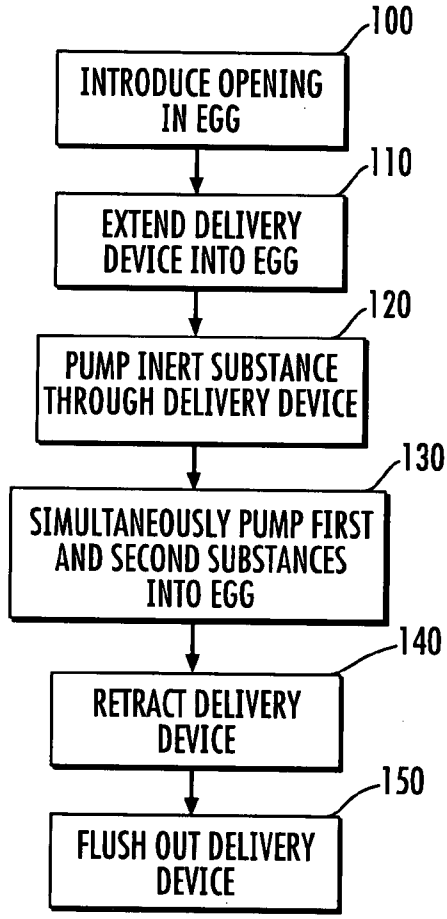 100
INTRODUCE OPENING
IN EGG
110
EXTEND DELIVERY
DEVICE INTO EGG
120
PUMP INERT SUBSTANCE
THROUGH DELIVERY DEVICE
130
SIMULTANEOUSLY PUMP FIRST
AND SECOND SUBSTANCES
INTO EGG
140
RETRACT DELIVERY
DEVICE
150
FLUSH OUT DELIVERY
DEVICE